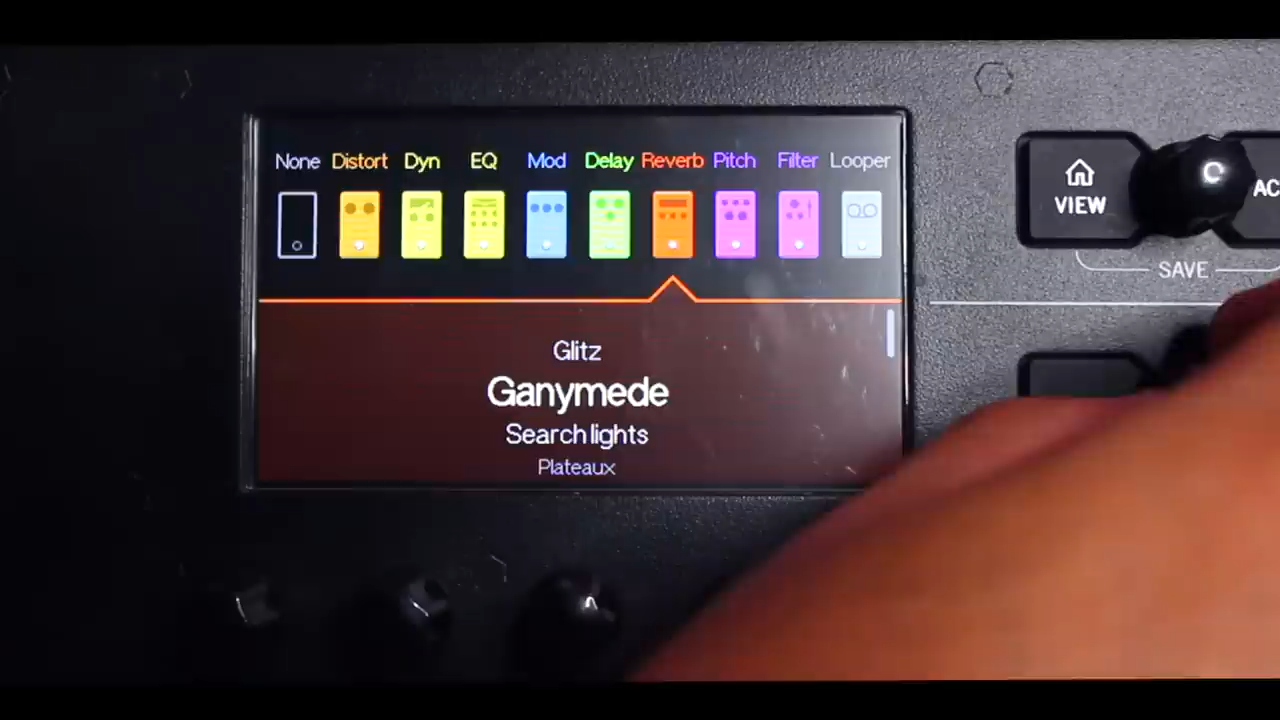 None Distort Dyn EQ Mod Delay Reverb Pitch Filter Looper
Glitz
Ganymede
Searchlights
Plateaux
VIEW
AC
SAVE